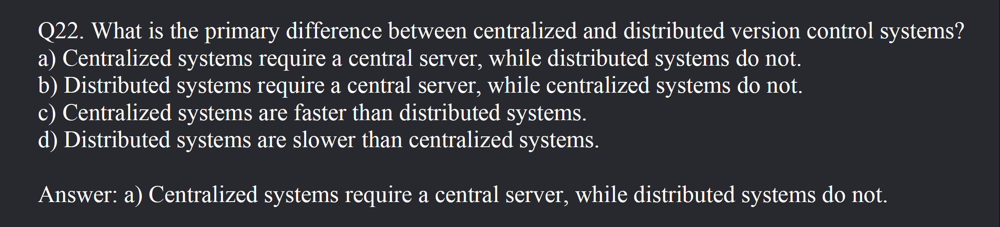 Q22. What is the primary difference between centralized and distributed version control systems?
a) Centralized systems require a central server, while distributed systems do not.
b) Distributed systems require a central server, while centralized systems do not.
c) Centralized systems are faster than distributed systems.
d) Distributed systems are slower than centralized systems.
Answer: a) Centralized systems require a central server, while distributed systems do not.